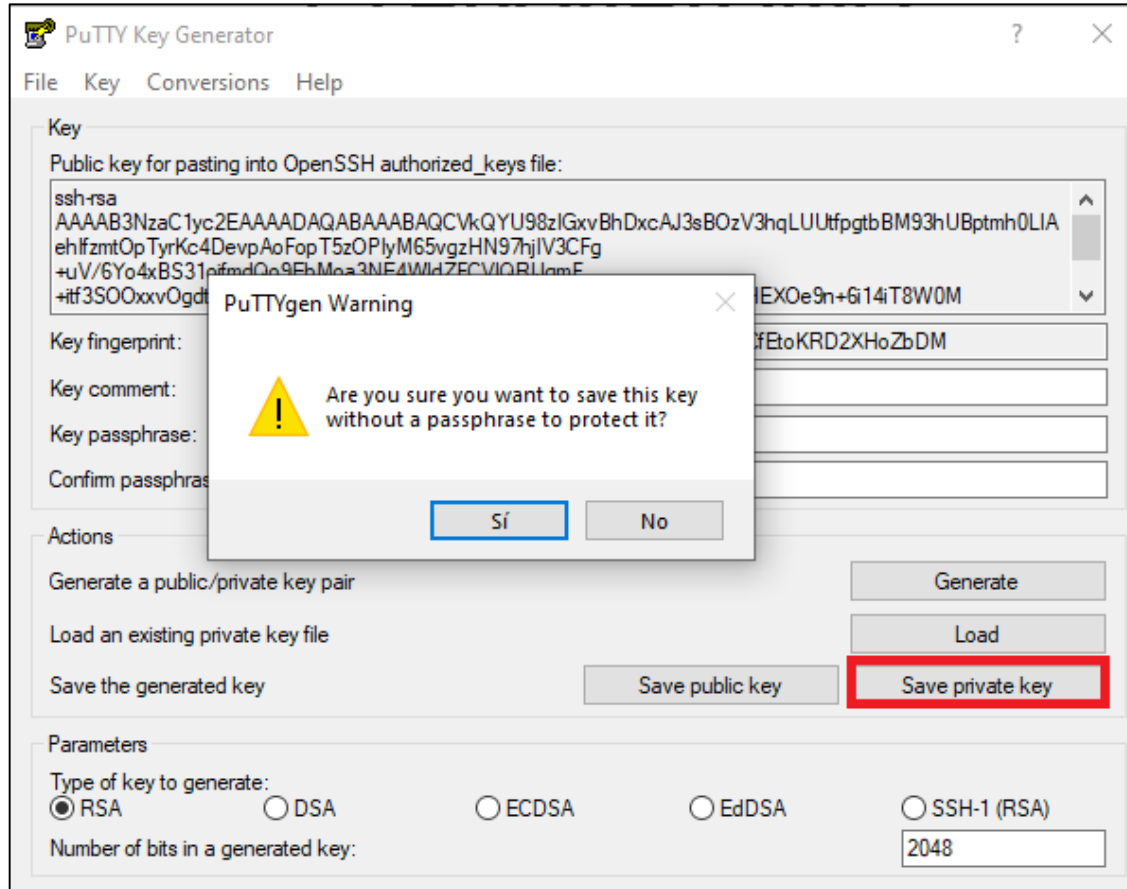 PuTTY Key Generator
File Key Conversions Help
Key
Public key for pasting into OpenSSH authorized_keys file:
ssh-rsa
AAAAB3NzaC1yc2EAAAADAQABAAABAQCVkQYU98zIGxvBhDxcAJ3sBOzV3hqLUUtfpgtbBM93hUBptmh0LIA
ehIfzmtOpTyrKc4DevpAoFopT5zOPlyM65vgzHN97hjIV3CFg
+itf3SOOxxvOgdt HEXOe9n+6i14iT8W0M
Key fingerprint: fEtoKRD2XHoZbDM
Key comment:
Key passphrase:
Confirm passphras
PuTTYgen Warning
Are you sure you want to save this key
without a passphrase to protect it?
Sí No
Actions
Generate a public/private key pair Generate
Load an existing private key file Load
Save the generated key Save public key Save private key
Parameters
Type of key to generate:
RSA DSA ECDSA EdDSA SSH-1 (RSA)
Number of bits in a generated key: 2048